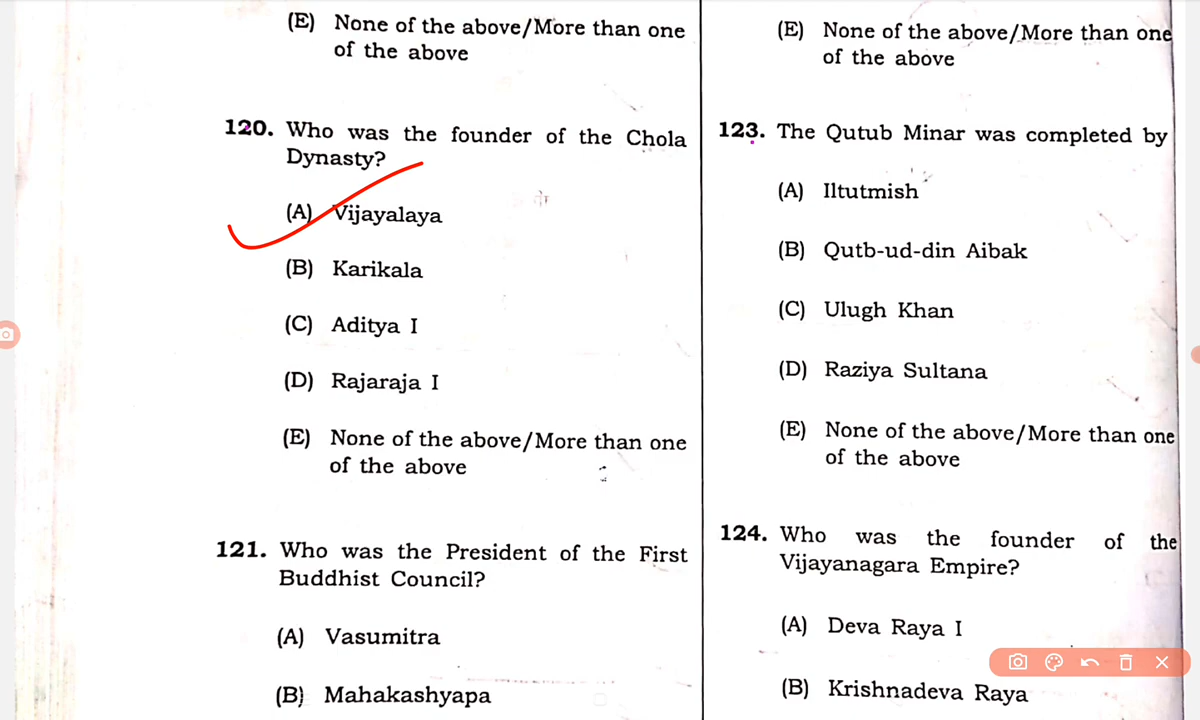 (E) None of the above/More than one
of the above
120. Who was the founder of the Chola
Dynasty?
(A) Vijayalaya
(B) Karikala
(C) Aditya I
(D) Rajaraja I
(E) None of the above/More than one
of the above
121. Who was the President of the First
Buddhist Council?
(A) Vasumitra
(B) Mahakashyapa
(E) None of the above/More than one
of the above
123. The Qutub Minar was completed by
(A) Iltutmish
(B) Qutb-ud-din Aibak
(C) Ulugh Khan
(D) Raziya Sultana
(E) None of the above/More than one
of the above
124. Who was the founder of the
Vijayanagara Empire?
(A) Deva Raya I
(B) Krishnadeva Raya